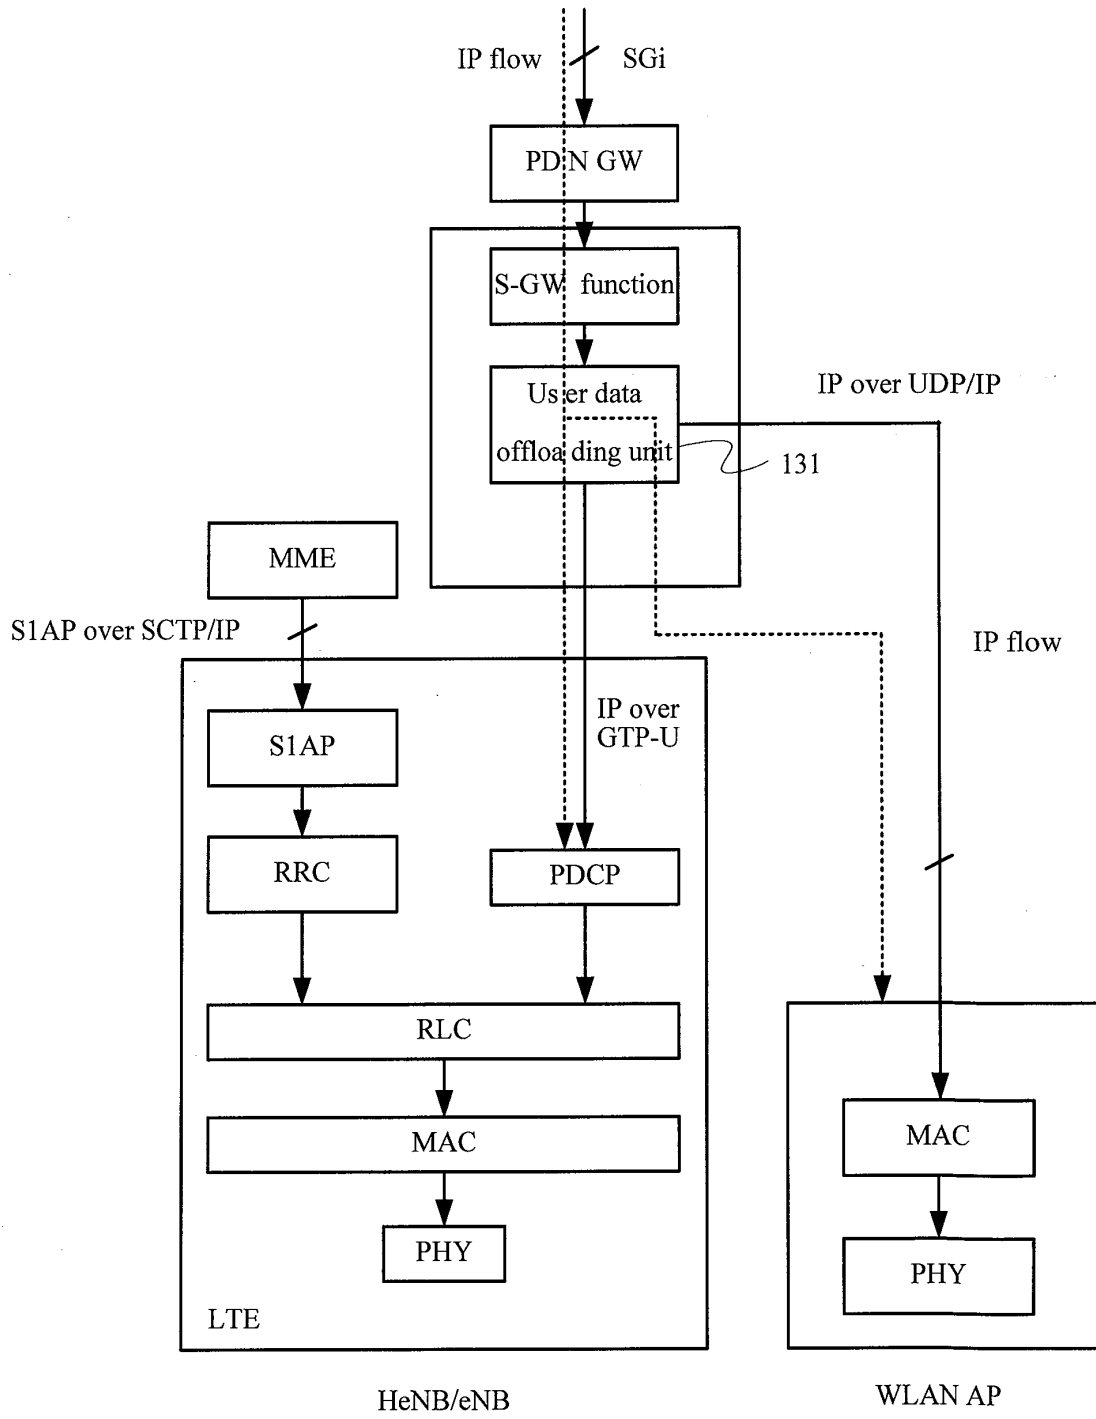 IP flow
SGi
PDN GW
S-GW function
User data
offloading unit
IP over UDP/IP
131
MME
S1AP over SCTP/IP
IP flow
IP over
GTP-U
S1AP
RRC
PDCP
RLC
MAC
MAC
PHY
PHY
LTE
HeNB/eNB
WLAN AP